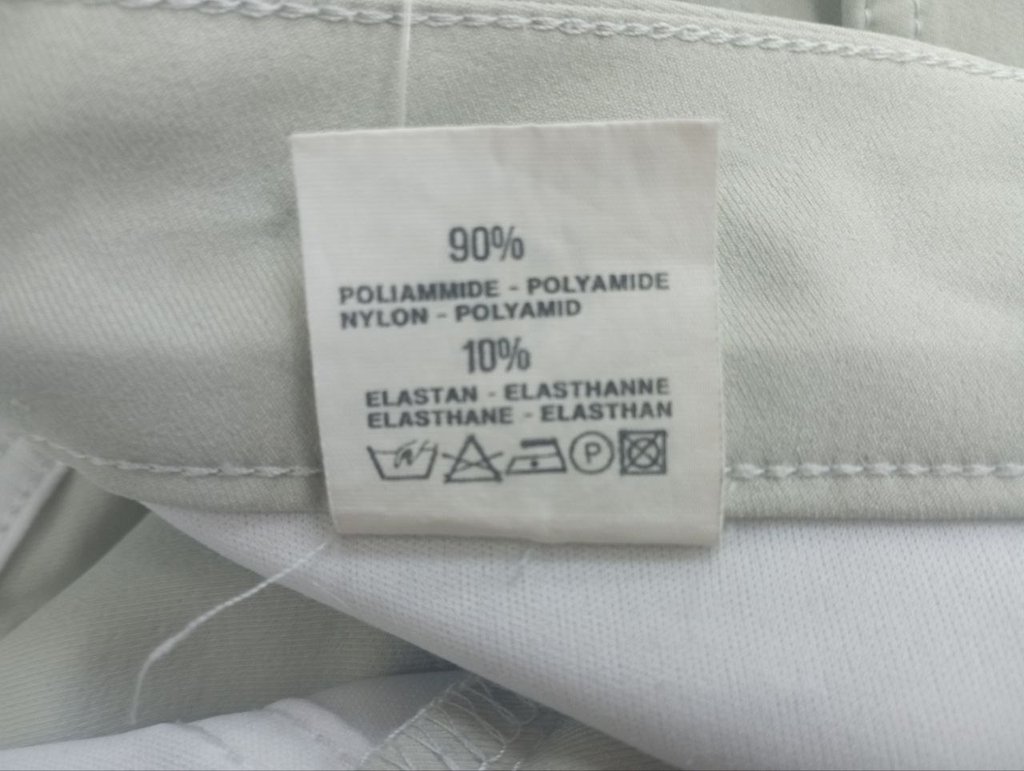 90%
POLIAMMIDE - POLYAMIDE
NYLON - POLYAMID
10%
ELASTAN - ELASTHANNE
ELASTHANE - ELASTHAN
P